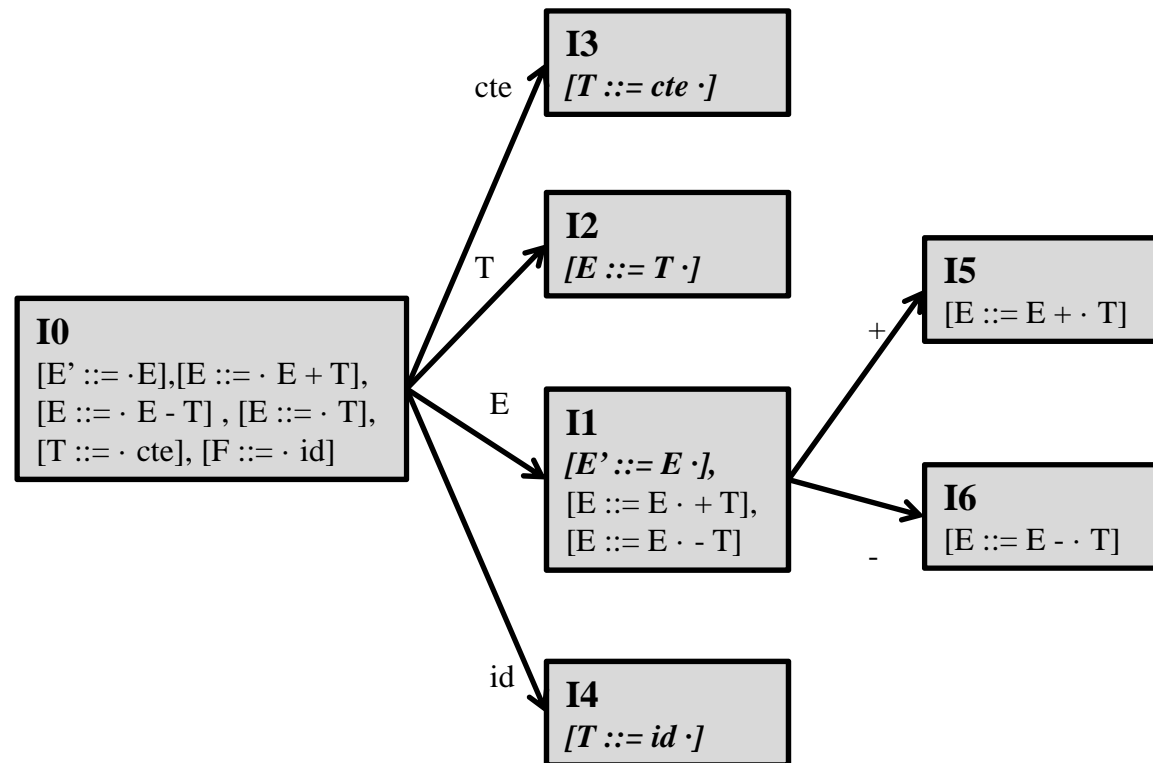 I3
[T ::= cte ·]
cte
I2
[E ::= T ·]
T
I5
[E ::= E + · T]
+
I0
[E’ ::= ·E],[E ::= · E + T],
[E ::= · E - T] , [E ::= · T],
[T ::= · cte], [F ::= · id]
E
I1
[E’ ::= E ·],
[E ::= E · + T],
[E ::= E · - T]
I6
[E ::= E - · T]
-
id
I4
[T ::= id ·]